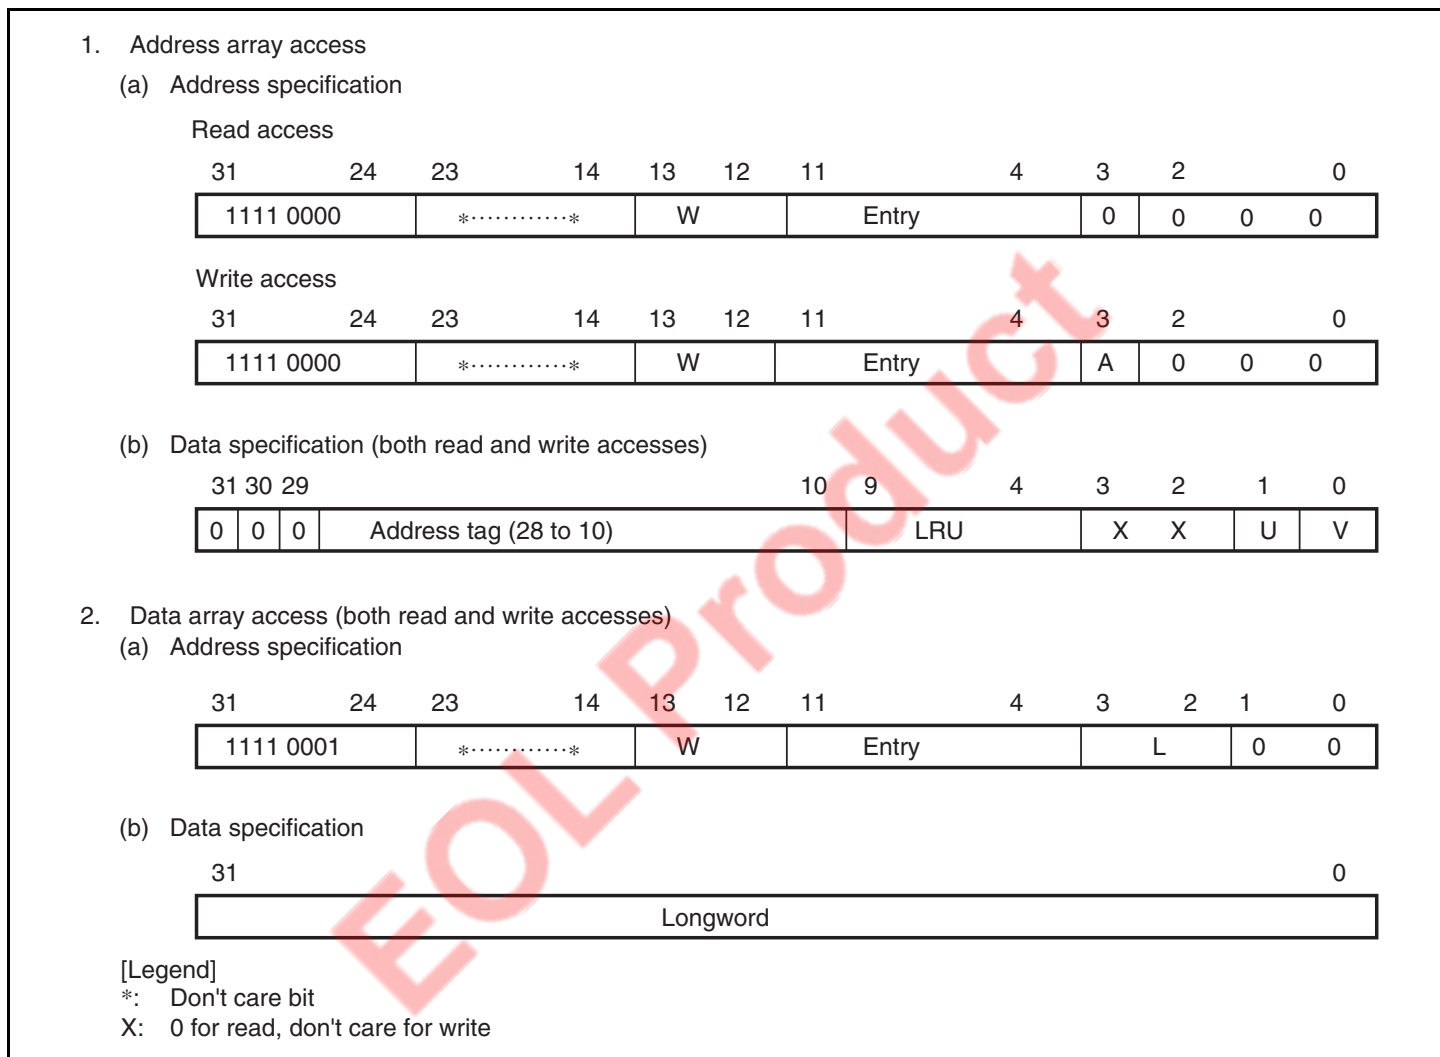 1. Address array access
(a) Address specification
Read access
31 24 23 14 13 12 11 4 3 2 0
1111 0000 *············* W Entry 0 0 0 0
Write access
31 24 23 14 13 12 11 4 3 2 0
1111 0000 *············* W Entry A 0 0 0
(b) Data specification (both read and write accesses)
31 30 29 10 9 4 3 2 1 0
0 0 0 Address tag (28 to 10) LRU X X U V
2. Data array access (both read and write accesses)
(a) Address specification
31 24 23 14 13 12 11 4 3 2 1 0
1111 0001 *············* W Entry L 0 0
(b) Data specification
31 0
Longword
[Legend]
*: Don't care bit
X: 0 for read, don't care for write
EOL Product